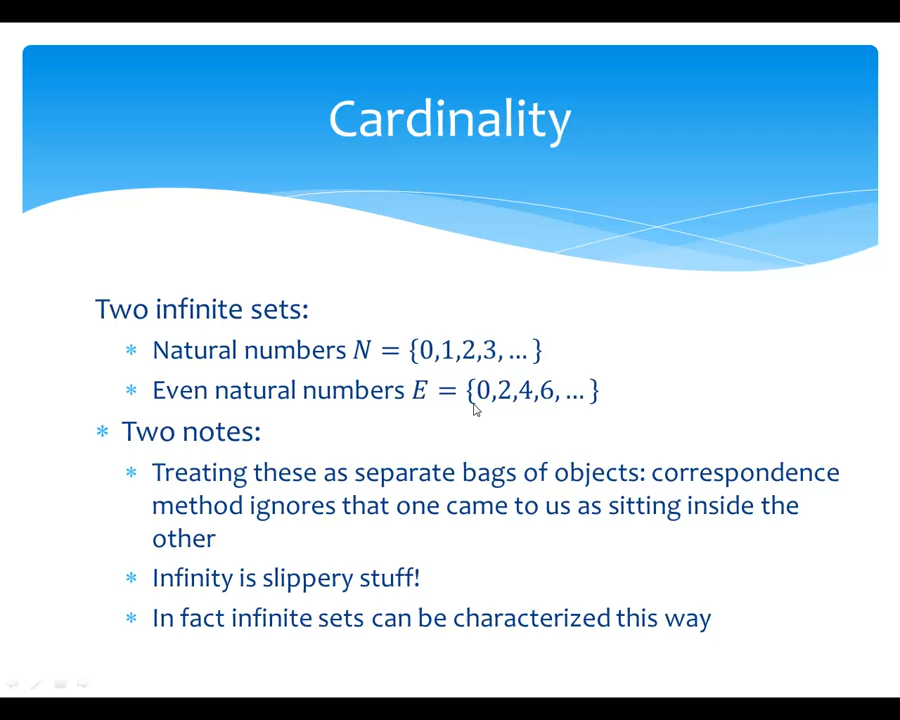 Cardinality
Two infinite sets:
* Natural numbers N = {0,1,2,3, … }
* Even natural numbers E = {0,2,4,6, … }
* Two notes:
* Treating these as separate bags of objects: correspondence
method ignores that one came to us as sitting inside the
other
* Infinity is slippery stuff!
* In fact infinite sets can be characterized this way